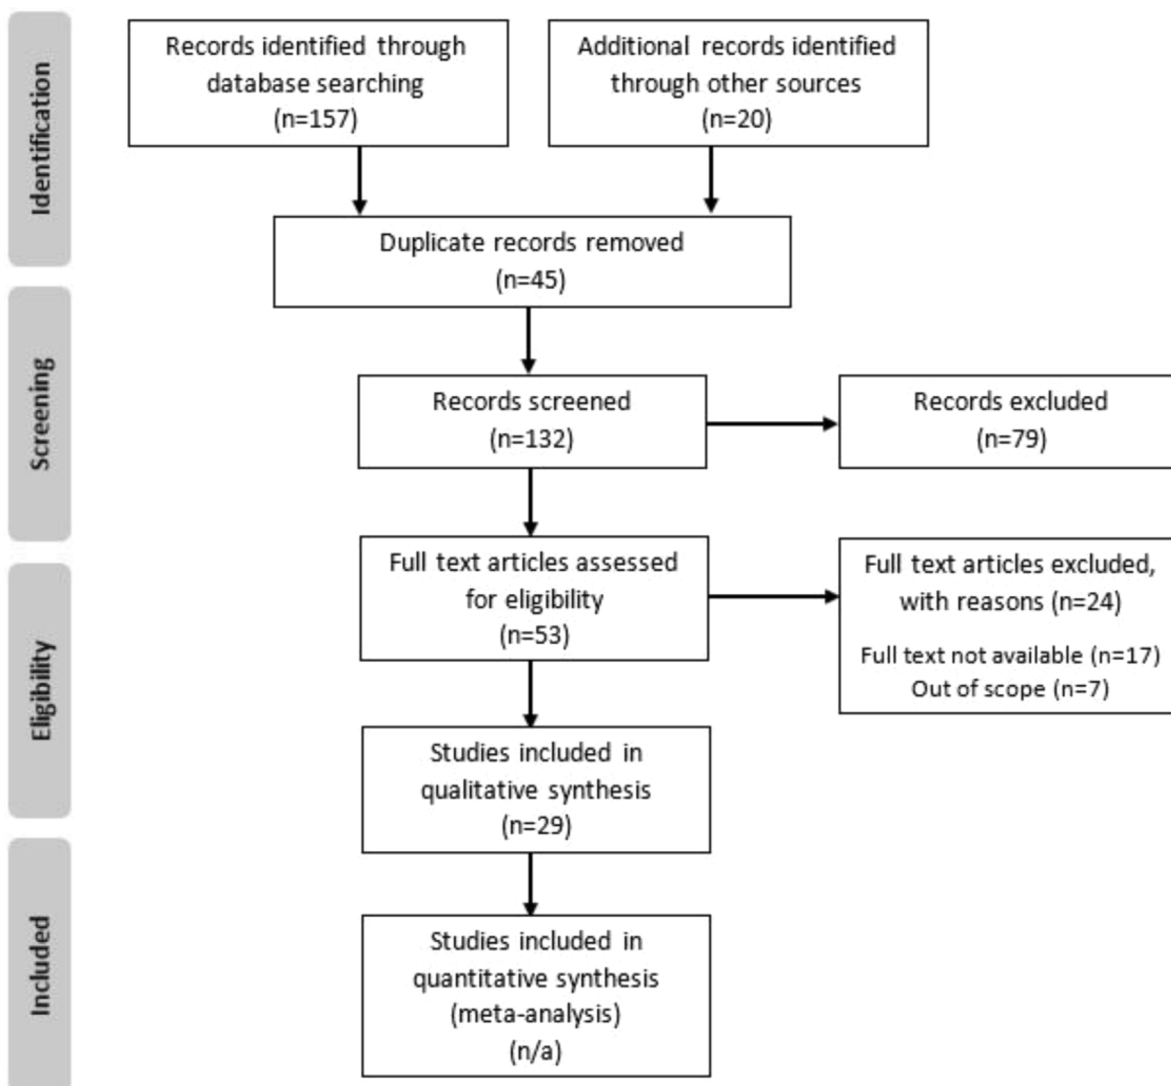 Identification
Records identified through
database searching
(n=157)
Additional records identified
through other sources
(n=20)
Duplicate records removed
(n=45)
Screening
Records screened
(n=132)
Records excluded
(n=79)
Eligibility
Full text articles assessed
for eligibility
(n=53)
Full text articles excluded,
with reasons (n=24)
Full text not available (n=17)
Out of scope (n=7)
Studies included in
qualitative synthesis
(n=29)
Included
Studies included in
quantitative synthesis
(meta-analysis)
(n/a)